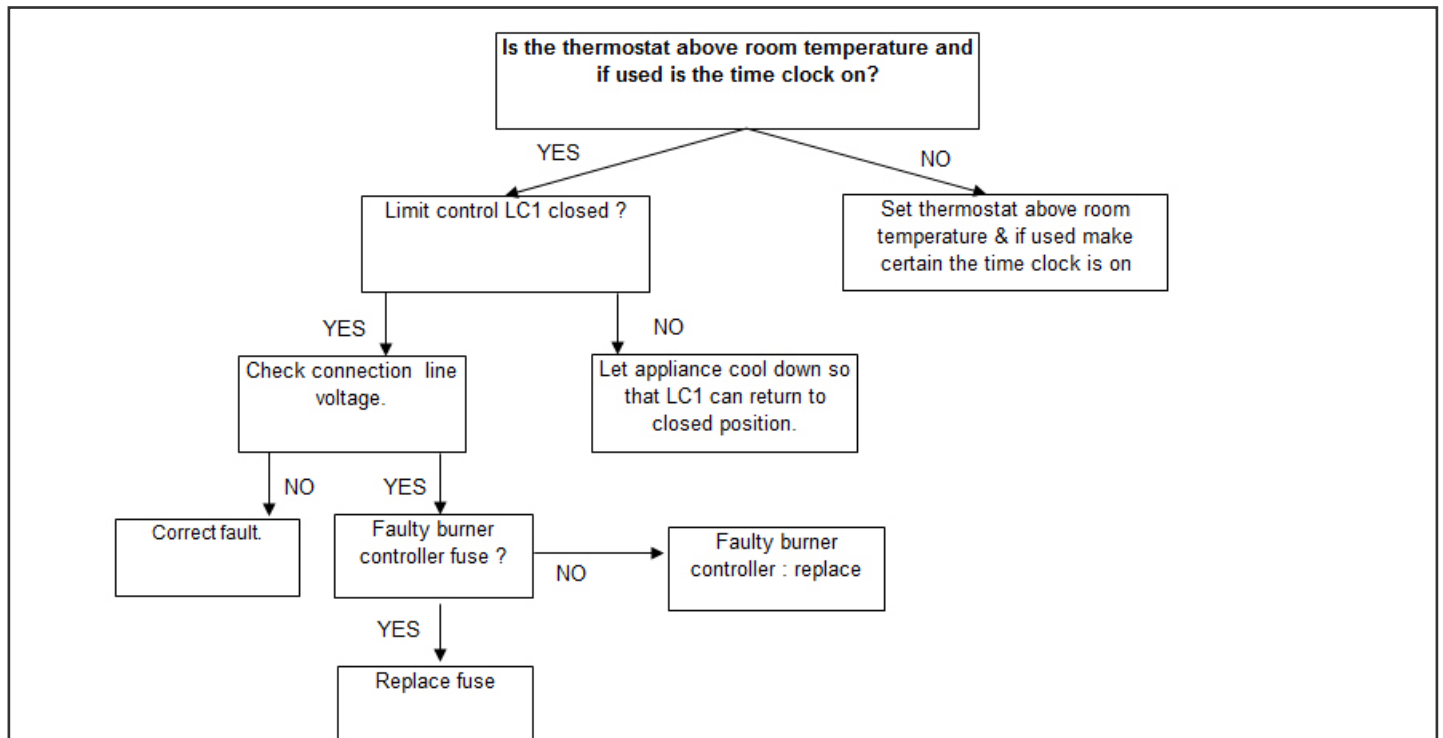 Is the thermostat above room temperature and
if used is the time clock on?
YES
NO
Limit control LC1 closed ?
Set thermostat above room
temperature & if used make
certain the time clock is on
YES
NO
Check connection line
voltage.
Let appliance cool down so
that LC1 can return to
closed position.
NO
YES
Correct fault.
Faulty burner
controller fuse ?
NO
Faulty burner
controller : replace
YES
Replace fuse